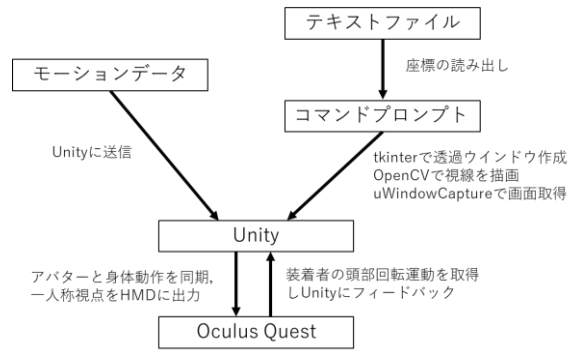 テキストファイル
座標の読み出し
モーションデータ
コマンドプロンプト
Unityに送信
tkinterで透過ウインドウ作成
OpenCVで視線を描画
uWindowCaptureで画面取得
Unity
アバターと身体動作を同期,
一人称視点をHMDに出力
装着者の頭部回転運動を取得
しUnityにフィードバック
Oculus Quest